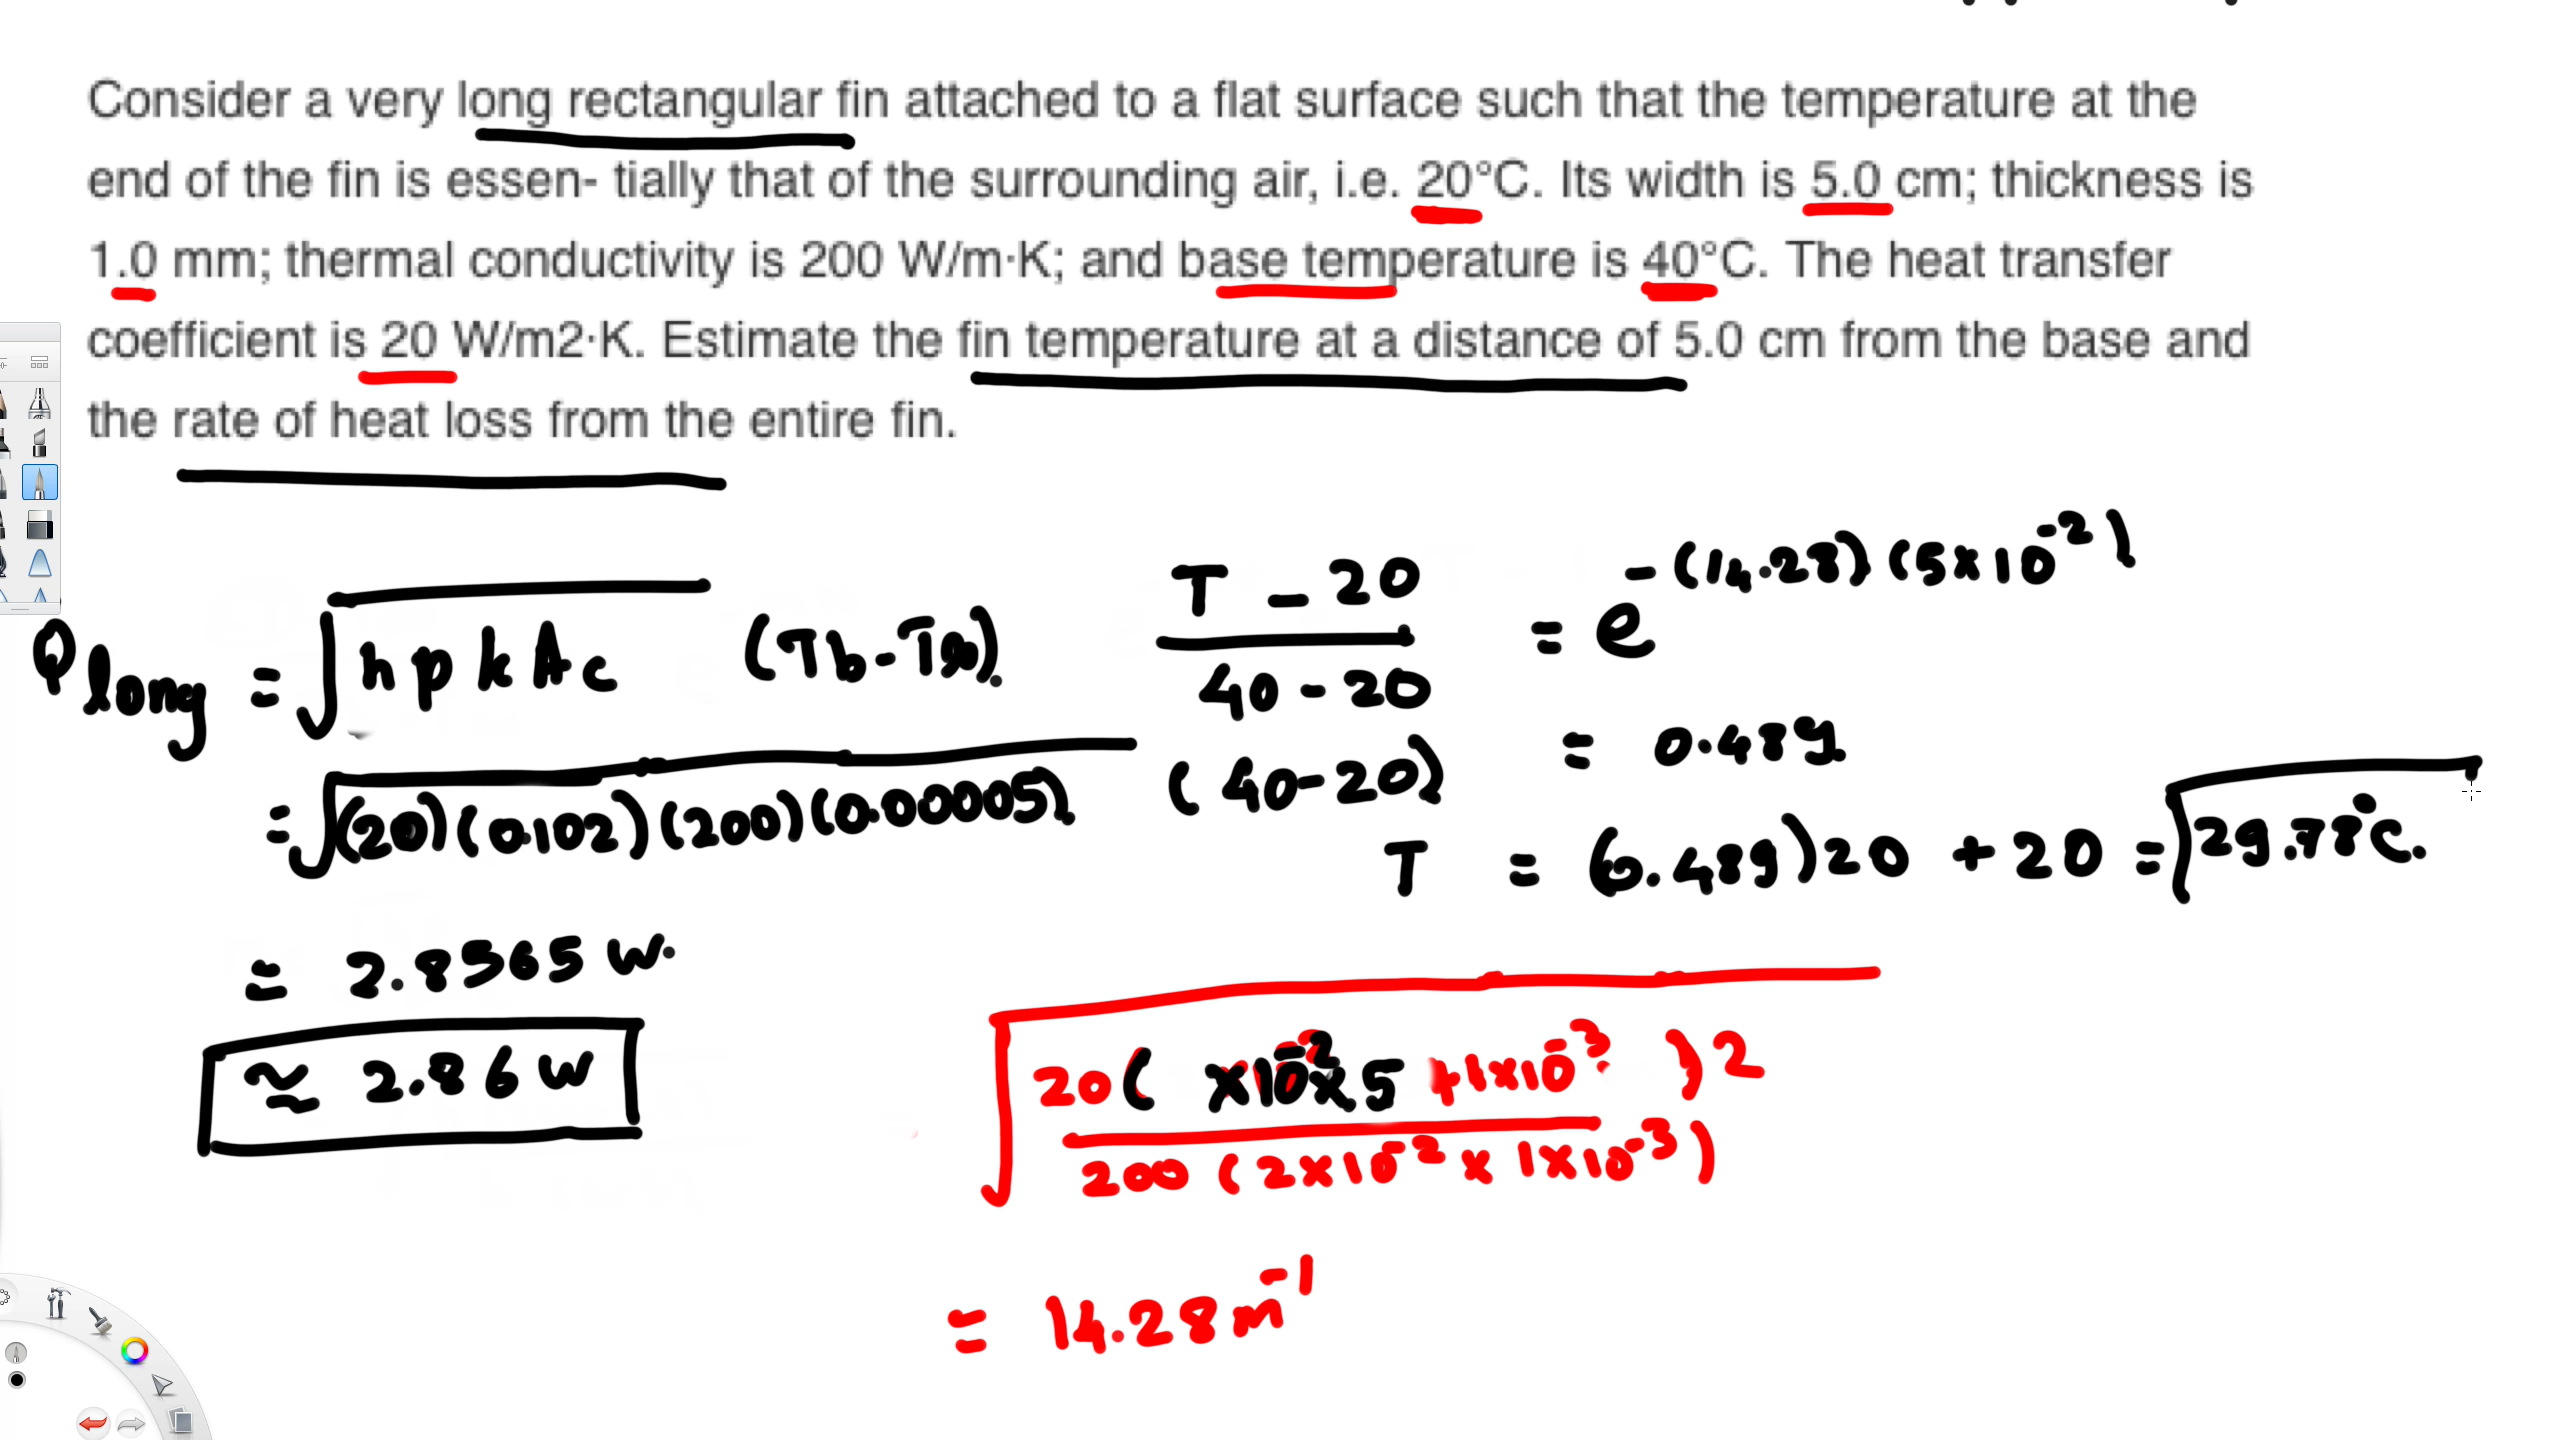 Consider a very long rectangular fin attached to a flat surface such that the temperature at the
end of the fin is essen- tially that of the surrounding air, i.e. 20°C. Its width is 5.0 cm; thickness is
1.0 mm; thermal conductivity is 200 W/m·K; and base temperature is 40°C. The heat transfer
coefficient is 20 W/m2·K. Estimate the fin temperature at a distance of 5.0 cm from the base and
the rate of heat loss from the entire fin.
Q long = √(h p k Ac) (Tb-T∞).
= √(20)(0.102)(200)(0.00005)
= 2.8565 W.
≈ 2.86 W
T - 20
40 - 20
= e^-(14.28)(5x10^-2)
(40-20) = 0.489
T = (0.489)20 + 20 = 29.78°C.
20( x10^-2x5 +1x10^-3 )2
200 (2x10^-2 x 1x10^-3)
= 14.28 m^-1